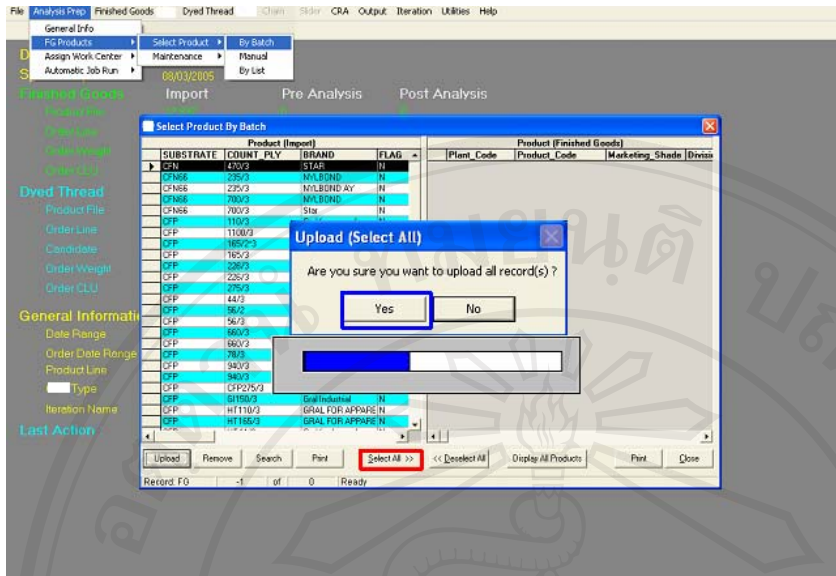 File Analysis Prep Finished Goods Dyed Thread Chain Slider CRA Output Iteration Utilities Help
General Info
FG Products Select Product By Batch
Assign Work Center Maintenance Manual
Automatic Job Run By List
08/03/2005
Finished Goods Import Pre Analysis Post Analysis
Product File
Order Line
Order Weight
Order CLU
Dyed Thread
Product File
Order Line
Candidate
Order Weight
Order CLU
General Informati
Date Range
Order Date Range
Product Line
Type
Iteration Name
Last Action
Select Product By Batch
Product (Import) Product (Finished Goods)
SUBSTRATE COUNT_PLY BRAND FLAG Plant_Code Product_Code Marketing_Shade
CFN 470/3 STAR N
CFN66 235/3 NYLBOND N
CFN66 235/3 NYLBOND AY N
CFN66 700/3 NYLBOND N
CFN66 700/3 Star N
CFP 110/3
CFP 1100/3
CFP 165/2*3
CFP 165/3
CFP 226/3
CFP 226/3
CFP 275/3
CFP 44/3
CFP 56/2
CFP 56/3
CFP 660/3
CFP 660/3
CFP 78/3
CFP 940/3
CFP 940/3
CFP CFP275/3
CFP GI150/3 Gral Industrial N
CFP HT110/3 GRAL FOR APPARE N
CFP HT165/3 GRAL FOR APPARE N
Upload (Select All)
Are you sure you want to upload all record(s) ?
Yes No
Upload Remove Search Print Select All >> << Deselect All Display All Products Print Close
Record: FG -1 of 0 Ready